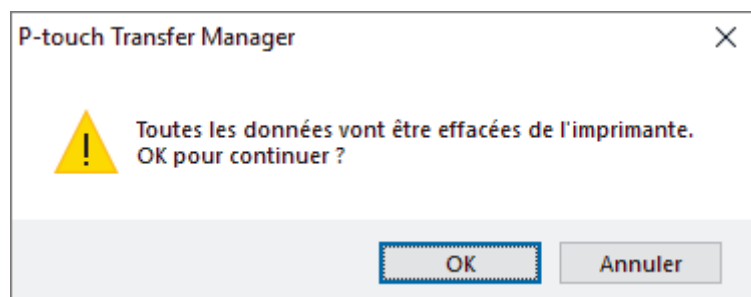 P-touch Transfer Manager
Toutes les données vont être effacées de l'imprimante.
OK pour continuer ?
OK
Annuler